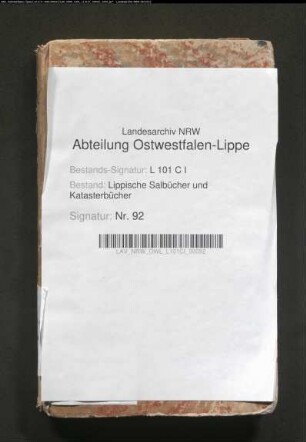 Landesarchiv NRW
Abteilung Ostwestfalen-Lippe
Bestands-Signatur: L 101 C I
Bestand: Lippische Salbücher und
Katasterbücher
Signatur: Nr. 92